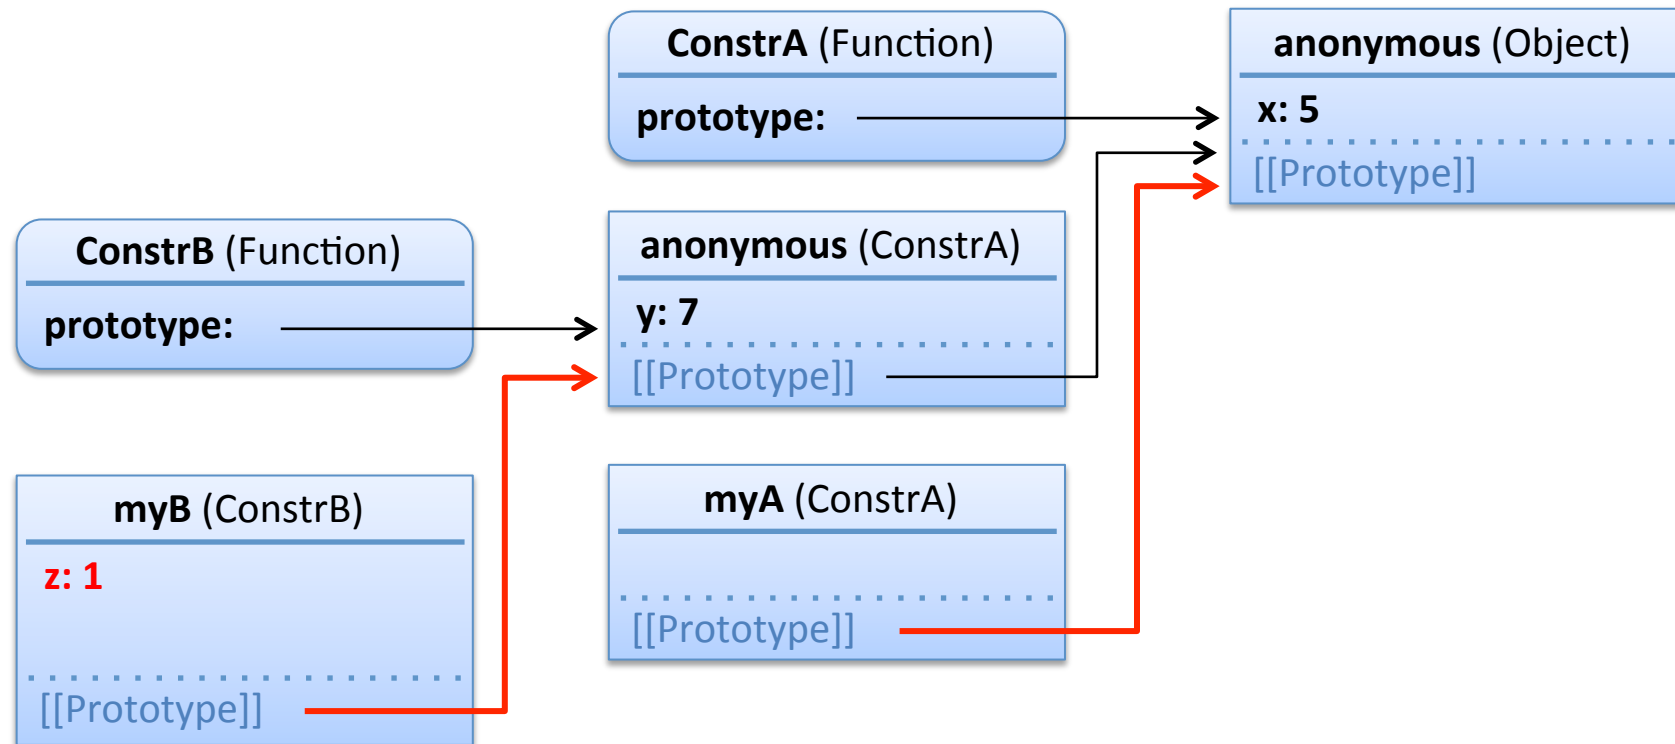 ConstrA (Function)
prototype:
anonymous (Object)
x: 5
[[Prototype]]
ConstrB (Function)
prototype:
anonymous (ConstrA)
y: 7
[[Prototype]]
myB (ConstrB)
z: 1
[[Prototype]]
myA (ConstrA)
[[Prototype]]